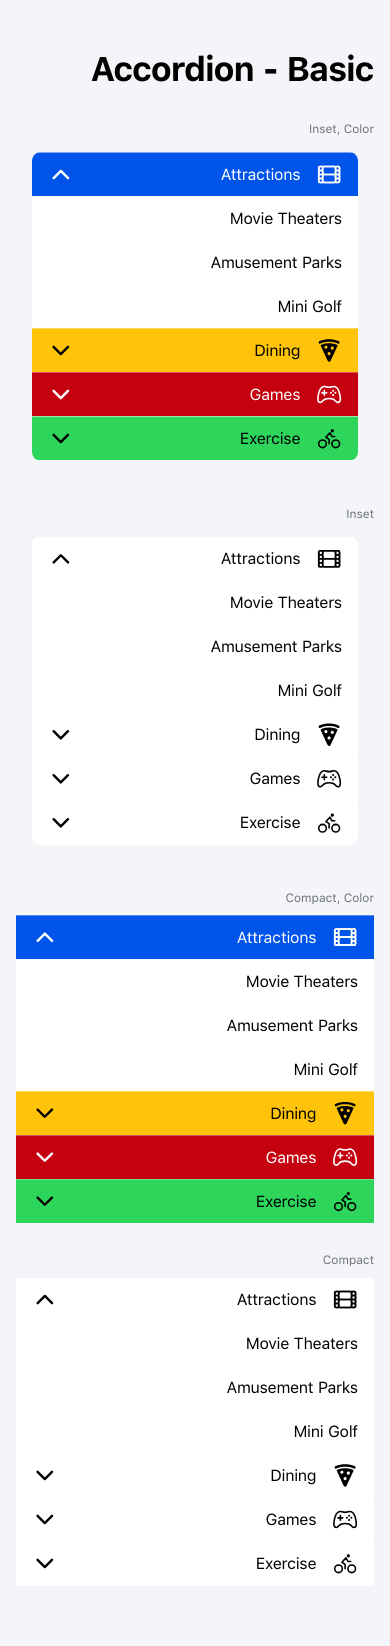 Accordion - Basic
Inset, Color
Attractions
Movie Theaters
Amusement Parks
Mini Golf
Dining
Games
Exercise
Inset
Attractions
Movie Theaters
Amusement Parks
Mini Golf
Dining
Games
Exercise
Compact, Color
Attractions
Movie Theaters
Amusement Parks
Mini Golf
Dining
Games
Exercise
Compact
Attractions
Movie Theaters
Amusement Parks
Mini Golf
Dining
Games
Exercise